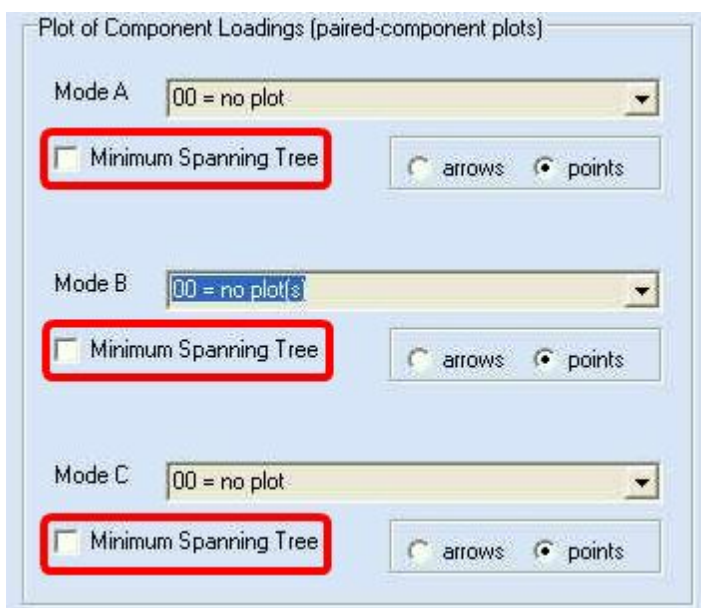 Plot of Component Loadings (paired-component plots)
Mode A 00 = no plot
Minimum Spanning Tree arrows points
Mode B 00 = no plot(s)
Minimum Spanning Tree arrows points
Mode C 00 = no plot
Minimum Spanning Tree arrows points